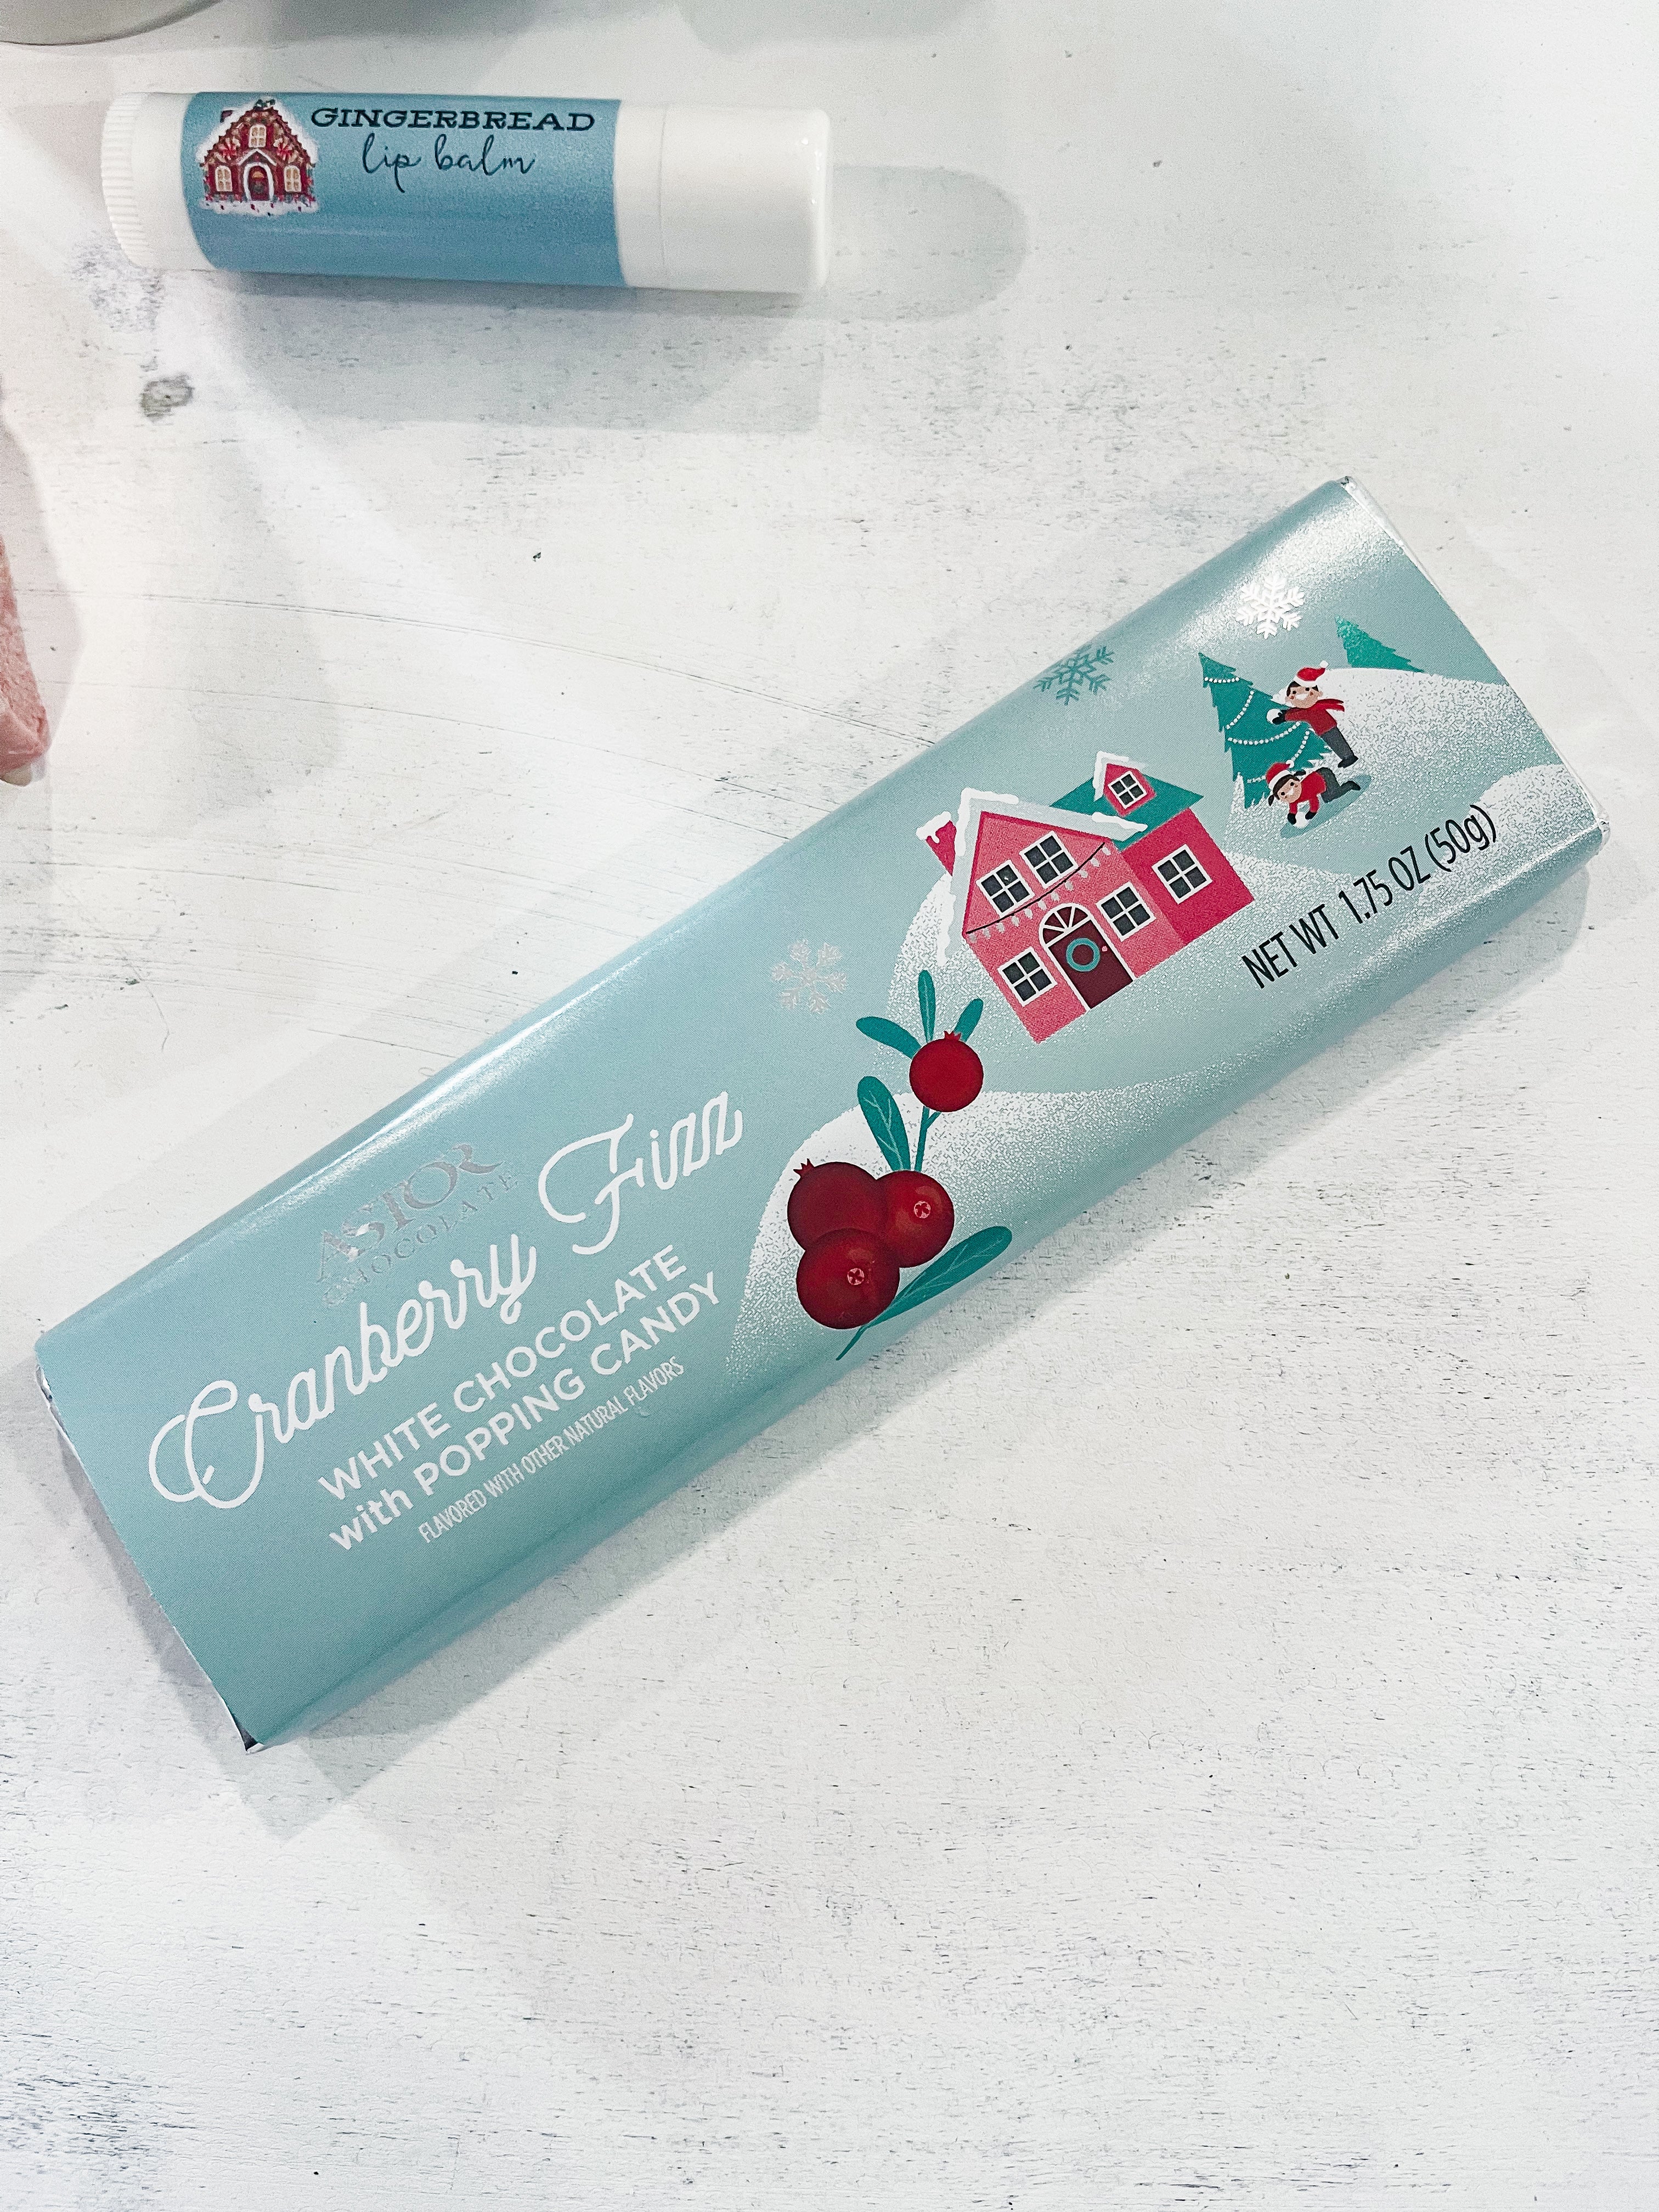 GINGERBREAD
lip balm
ASTOR
CHOCOLATE
Cranberry Fizz
WHITE CHOCOLATE
with POPPING CANDY
FLAVORED WITH OTHER NATURAL FLAVORS
NET WT 1.75 OZ (50g)